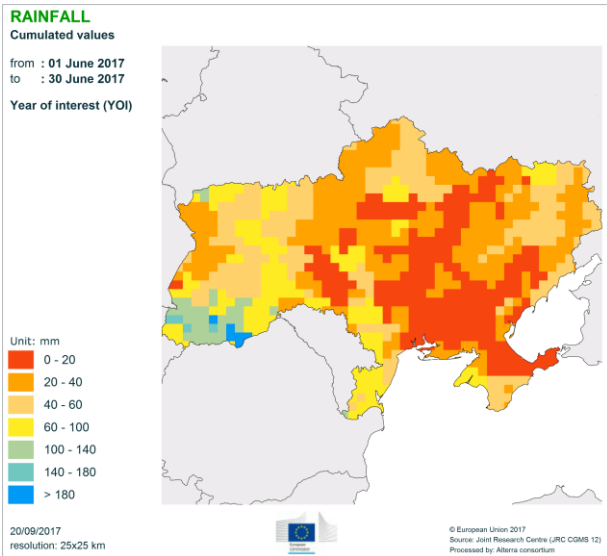 RAINFALL
Cumulated values
from : 01 June 2017
to : 30 June 2017
Year of interest (YOI)
Unit: mm
0 - 20
20 - 40
40 - 60
60 - 100
100 - 140
140 - 180
> 180
20/09/2017
resolution: 25x25 km
European
Commission
© European Union 2017
Source: Joint Research Centre (JRC CGMS 12)
Processed by: Alterra consortium